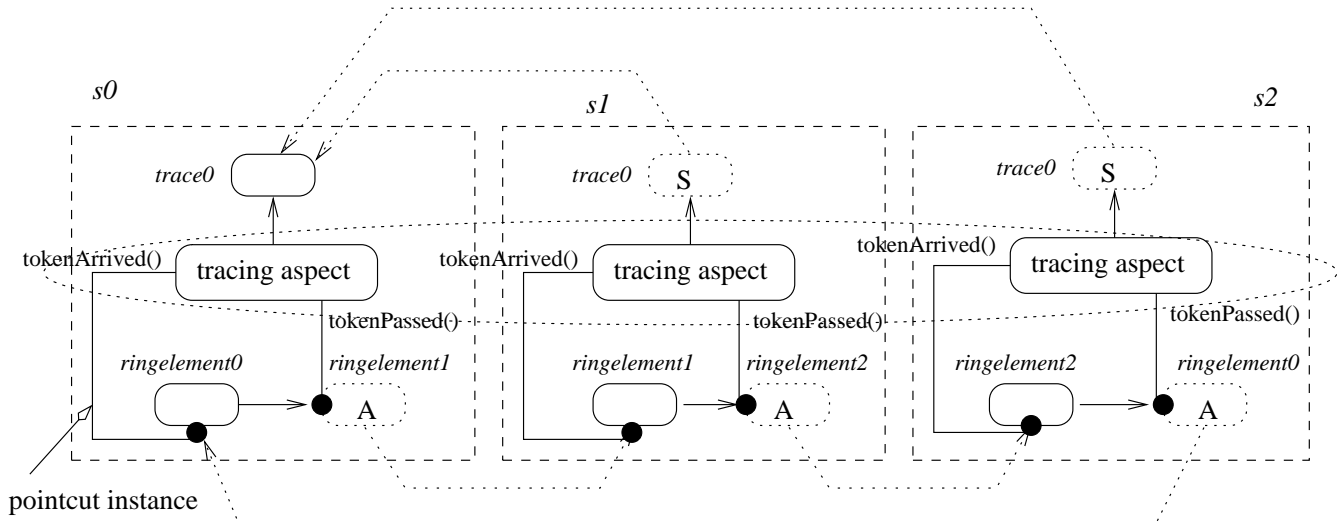 s0
s1
s2
trace0
trace0
S
trace0
S
tokenArrived()
tracing aspect
tokenArrived()
tracing aspect
tokenArrived()
tracing aspect
tokenPassed()
tokenPassed()
tokenPassed()
ringelement0
ringelement1
ringelement1
ringelement2
ringelement2
ringelement0
A
A
A
pointcut instance